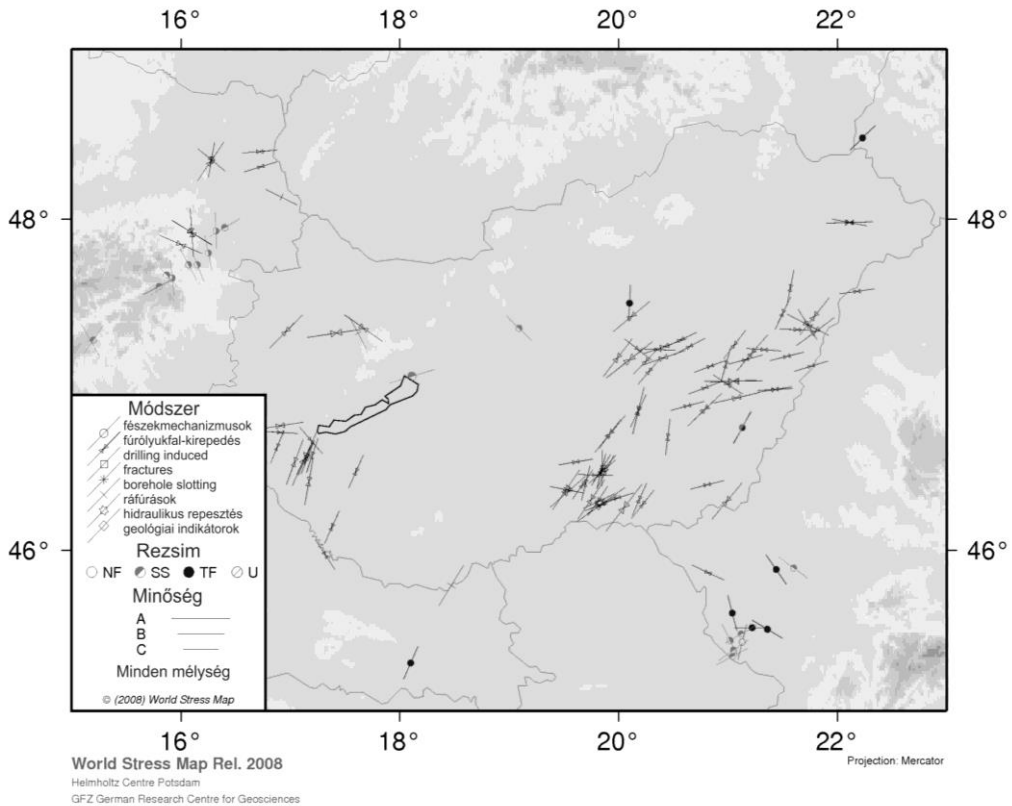 16° 18° 20° 22°
48° 48°
46° 46°
Módszer
fészekmechanizmusok
fúrólyukfal-kirepedés
drilling induced
fractures
borehole slotting
ráfúrások
hidraulikus repesztés
geológiai indikátorok
Rezsim
NF SS TF U
Minőség
A
B
C
Minden mélység
© (2008) World Stress Map
16° 18° 20° 22°
World Stress Map Rel. 2008
Projection: Mercator
Helmholtz Centre Potsdam
GFZ German Research Centre for Geosciences